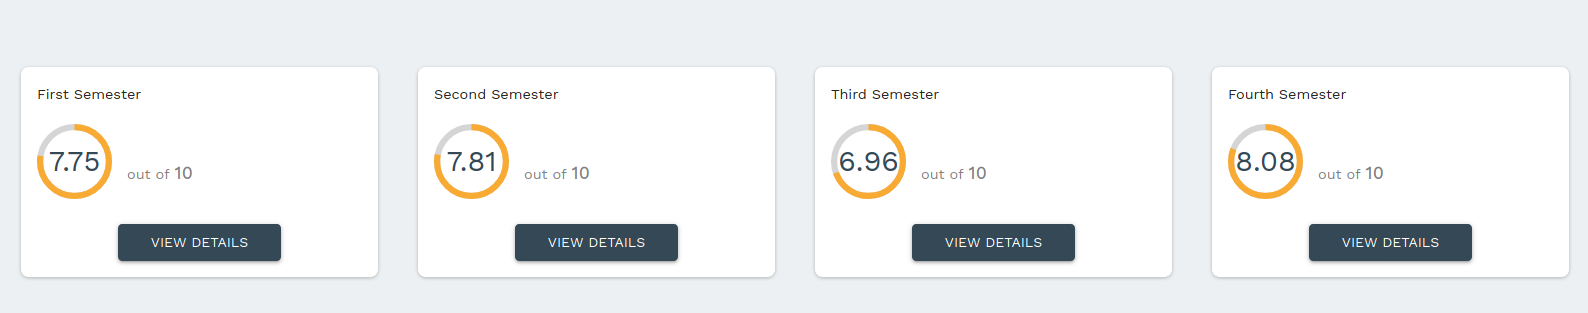 First Semester
7.75 out of 10
VIEW DETAILS
Second Semester
7.81 out of 10
VIEW DETAILS
Third Semester
6.96 out of 10
VIEW DETAILS
Fourth Semester
8.08 out of 10
VIEW DETAILS